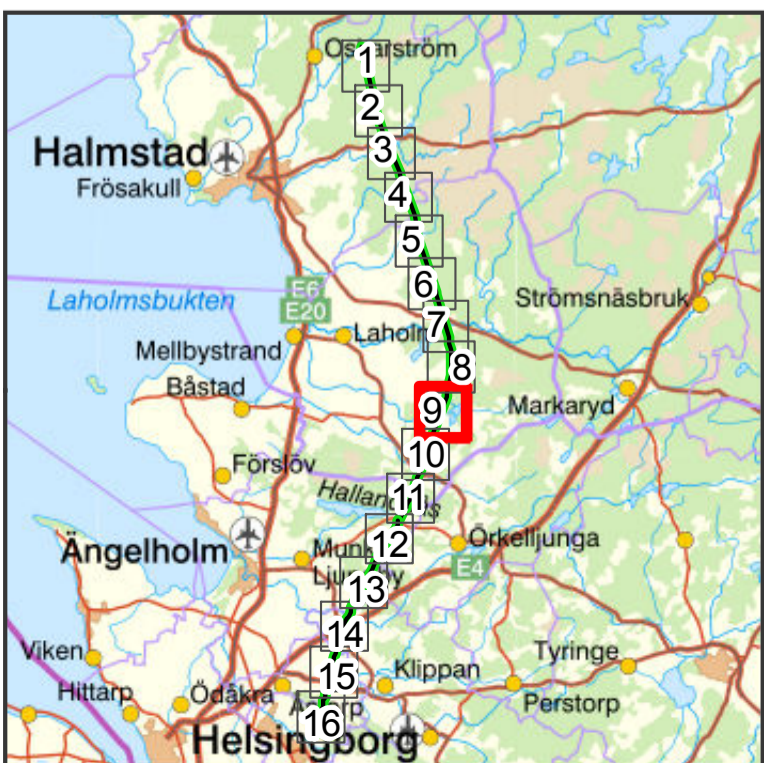 Oskarström
1
2
Halmstad
3
Frösakull
4
5
6
E6
E20
Laholmsbukten
Strömsnäsbruk
7
Laholm
Mellbystrand
8
Båstad
9
Markaryd
10
Förslöv
11
12
Örkelljunga
Ängelholm
E4
13
14
Viken
Tyringe
15
Klippan
Hittarp
Ödåkra
Perstorp
16
Helsingborg